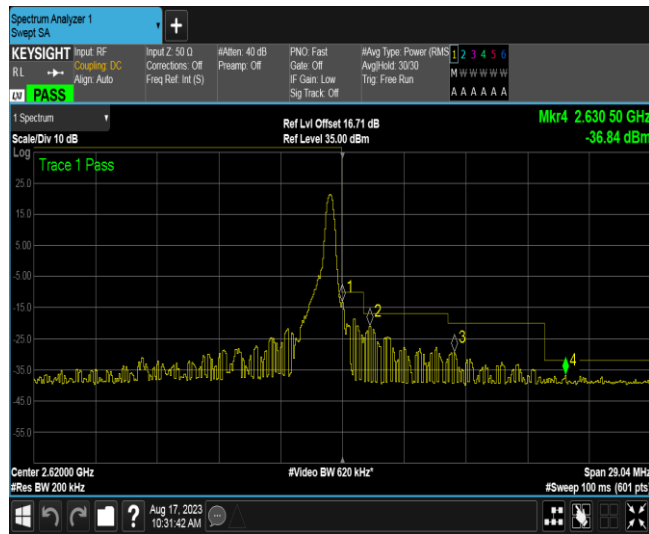 Spectrum Analyzer 1
Swept SA
+
KEYSIGHT Input: RF Input Z: 50 Ω #Atten: 40 dB PNO: Fast #Avg Type: Power (RMS 1 2 3 4 5 6
RL Coupling: DC Corrections: Off Preamp: Off Gate: Off Avg|Hold: 30/30 M W W W W W
Align: Auto Freq Ref: Int (S) IF Gain: Low Trig: Free Run
LXI PASS Sig Track: Off A A A A A A
1 Spectrum Ref Lvl Offset 16.71 dB Mkr4 2.630 50 GHz
Scale/Div 10 dB Ref Level 35.00 dBm -36.84 dBm
Log
Trace 1 Pass
25.0
15.0
5.00
-5.00
1
-15.0
2
-25.0
3
-35.0
4
-45.0
-55.0
Center 2.62000 GHz #Video BW 620 kHz* Span 29.04 MHz
#Res BW 200 kHz #Sweep 100 ms (601 pts
? Aug 17, 2023
10:31:42 AM